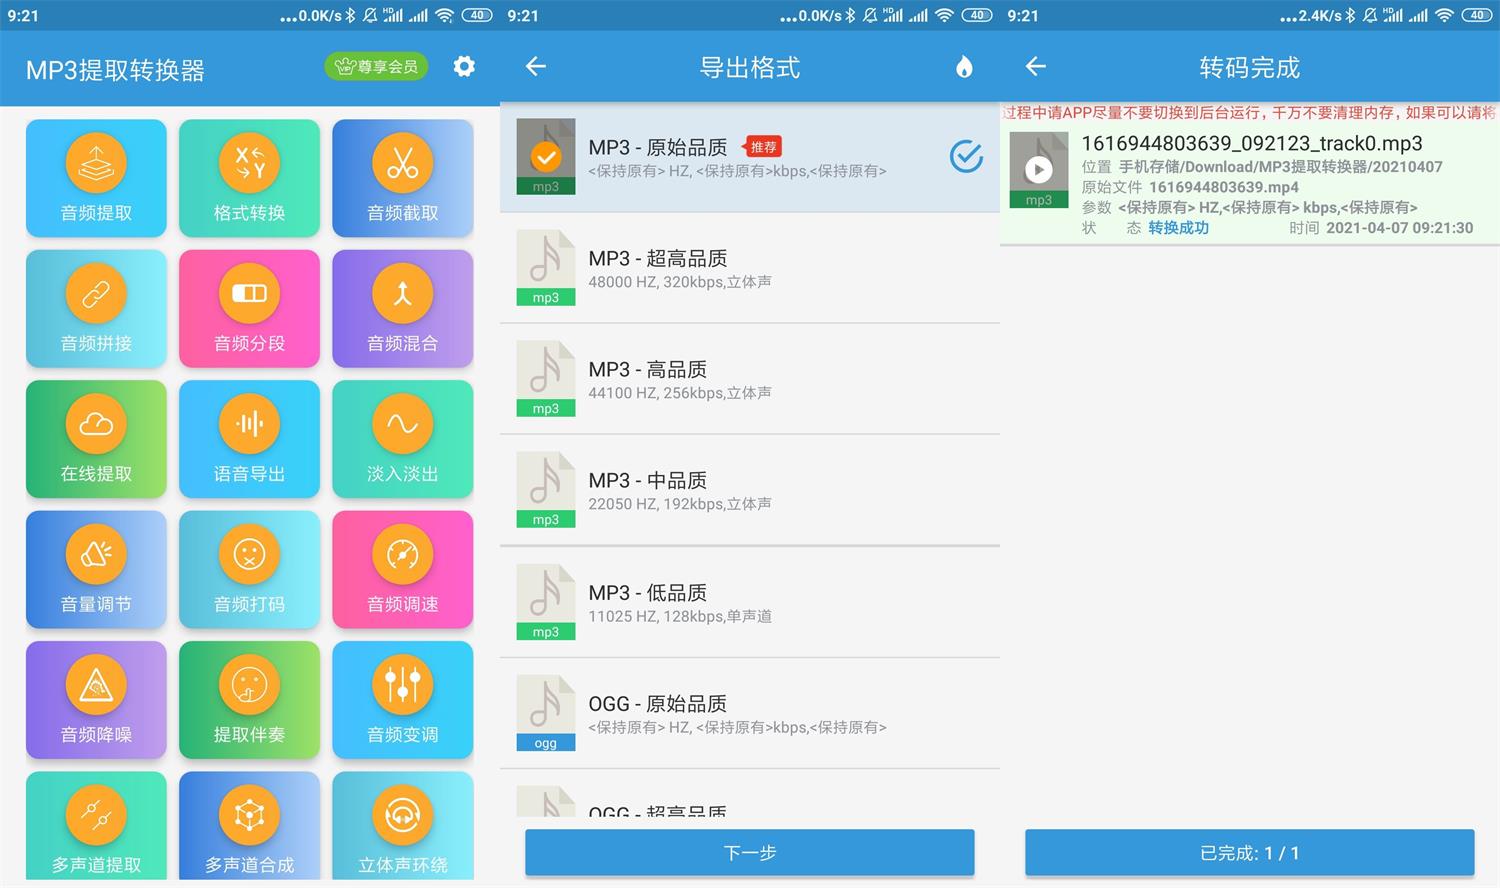 9:21
...0.0K/s
HD
40
MP3提取转换器
VIP
尊享会员
音频提取
X
Y
格式转换
音频截取
音频拼接
音频分段
音频混合
在线提取
语音导出
淡入淡出
音量调节
音频打码
音频调速
音频降噪
提取伴奏
音频变调
多声道提取
多声道合成
立体声环绕
9:21
...0.0K/s
HD
40
导出格式
mp3
MP3 - 原始品质
推荐
<保持原有> HZ, <保持原有>kbps,<保持原有>
mp3
MP3 - 超高品质
48000 HZ, 320kbps,立体声
mp3
MP3 - 高品质
44100 HZ, 256kbps,立体声
mp3
MP3 - 中品质
22050 HZ, 192kbps,立体声
mp3
MP3 - 低品质
11025 HZ, 128kbps,单声道
ogg
OGG - 原始品质
<保持原有> HZ, <保持原有>kbps,<保持原有>
OGG - 超高品质
下一步
9:21
...2.4K/s
HD
40
转码完成
过程中请APP尽量不要切换到后台运行，千万不要清理内存，如果可以请将
mp3
1616944803639_092123_track0.mp3
位置 手机存储/Download/MP3提取转换器/20210407
原始文件 1616944803639.mp4
参数 <保持原有> HZ,<保持原有> kbps,<保持原有>
状 态 转换成功 时间 2021-04-07 09:21:30
已完成: 1 / 1